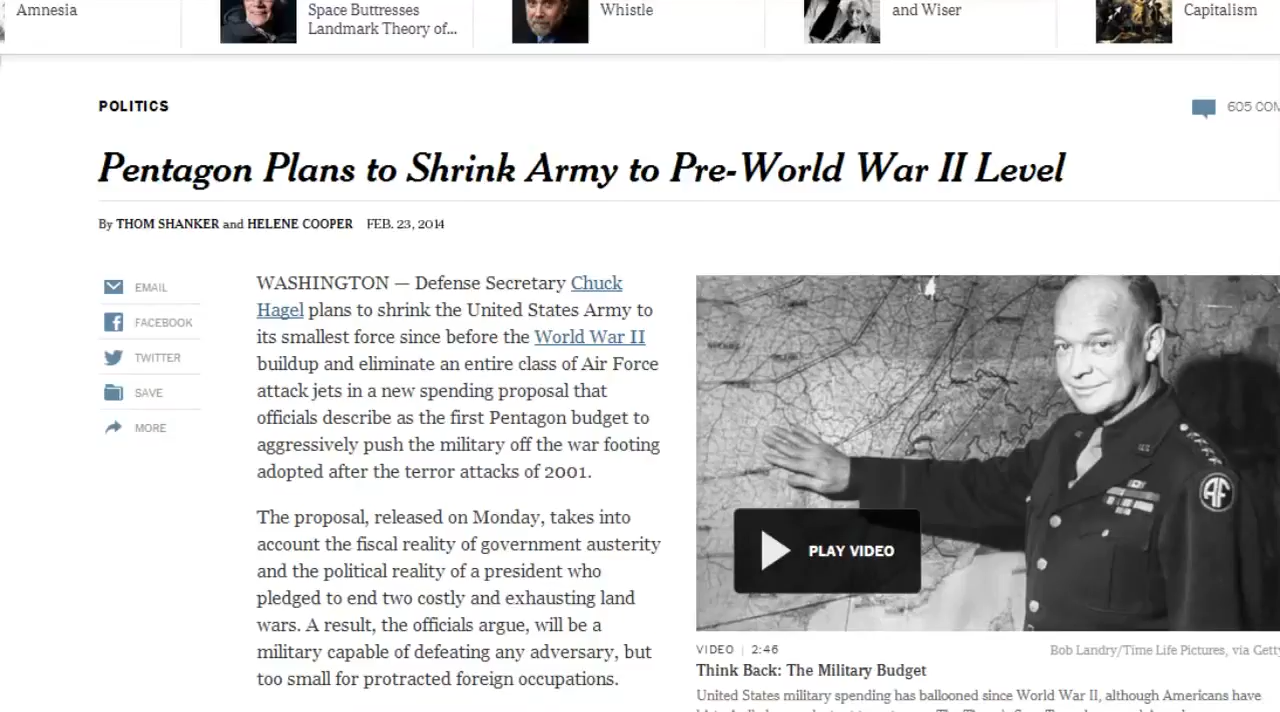 Amnesia
Space Buttresses
Landmark Theory of...
Whistle
and Wiser
Capitalism
POLITICS
605 COM
Pentagon Plans to Shrink Army to Pre-World War II Level
By THOM SHANKER and HELENE COOPER FEB. 23, 2014
EMAIL
FACEBOOK
TWITTER
SAVE
MORE
WASHINGTON — Defense Secretary Chuck
Hagel plans to shrink the United States Army to
its smallest force since before the World War II
buildup and eliminate an entire class of Air Force
attack jets in a new spending proposal that
officials describe as the first Pentagon budget to
aggressively push the military off the war footing
adopted after the terror attacks of 2001.
The proposal, released on Monday, takes into
account the fiscal reality of government austerity
and the political reality of a president who
pledged to end two costly and exhausting land
wars. A result, the officials argue, will be a
military capable of defeating any adversary, but
too small for protracted foreign occupations.
AF
PLAY VIDEO
VIDEO | 2:46
Bob Landry/Time Life Pictures, via Getty
Think Back: The Military Budget
United States military spending has ballooned since World War II, although Americans have